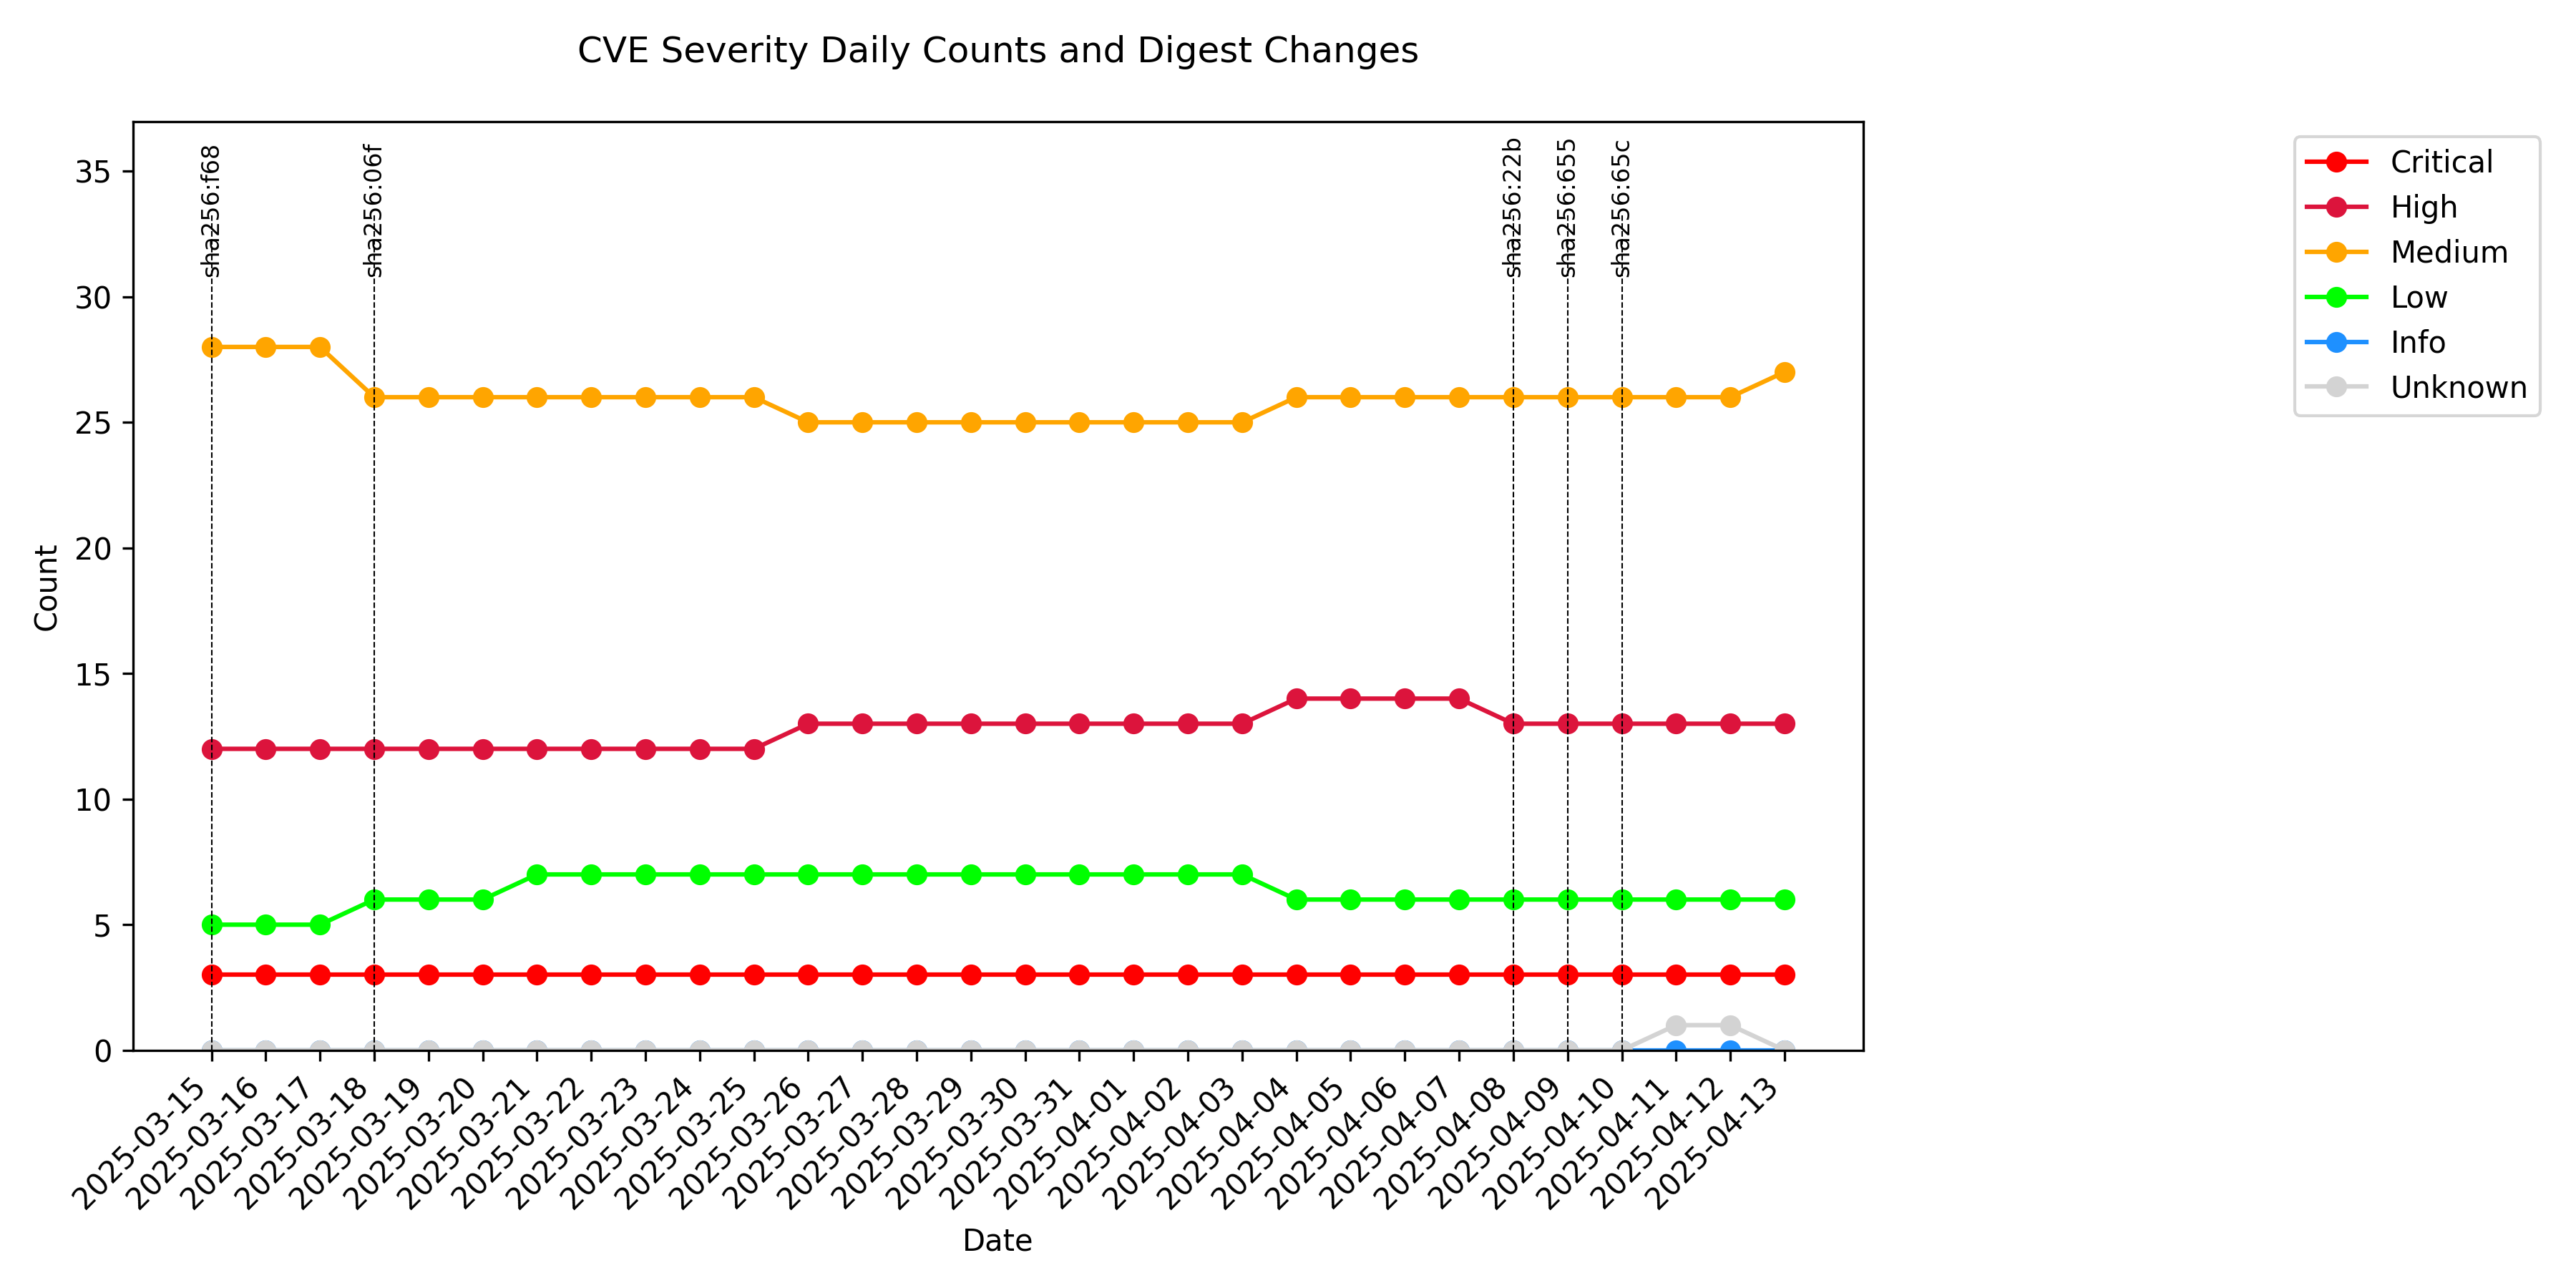 CVE Severity Daily Counts and Digest Changes
sha256:f68
sha256:06f
sha256:22b
sha256:655
sha256:65c
Critical
High
Medium
Low
Info
Unknown
Count
35
30
25
20
15
10
5
0
2025-03-15
2025-03-16
2025-03-17
2025-03-18
2025-03-19
2025-03-20
2025-03-21
2025-03-22
2025-03-23
2025-03-24
2025-03-25
2025-03-26
2025-03-27
2025-03-28
2025-03-29
2025-03-30
2025-03-31
2025-04-01
2025-04-02
2025-04-03
2025-04-04
2025-04-05
2025-04-06
2025-04-07
2025-04-08
2025-04-09
2025-04-10
2025-04-11
2025-04-12
2025-04-13
Date